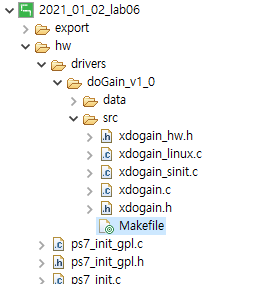 2021_01_02_lab06
export
hw
drivers
doGain_v1_0
data
src
xdogain_hw.h
xdogain_linux.c
xdogain_sinit.c
xdogain.c
xdogain.h
Makefile
ps7_init_gpl.c
ps7_init_gpl.h
ps7_init.c